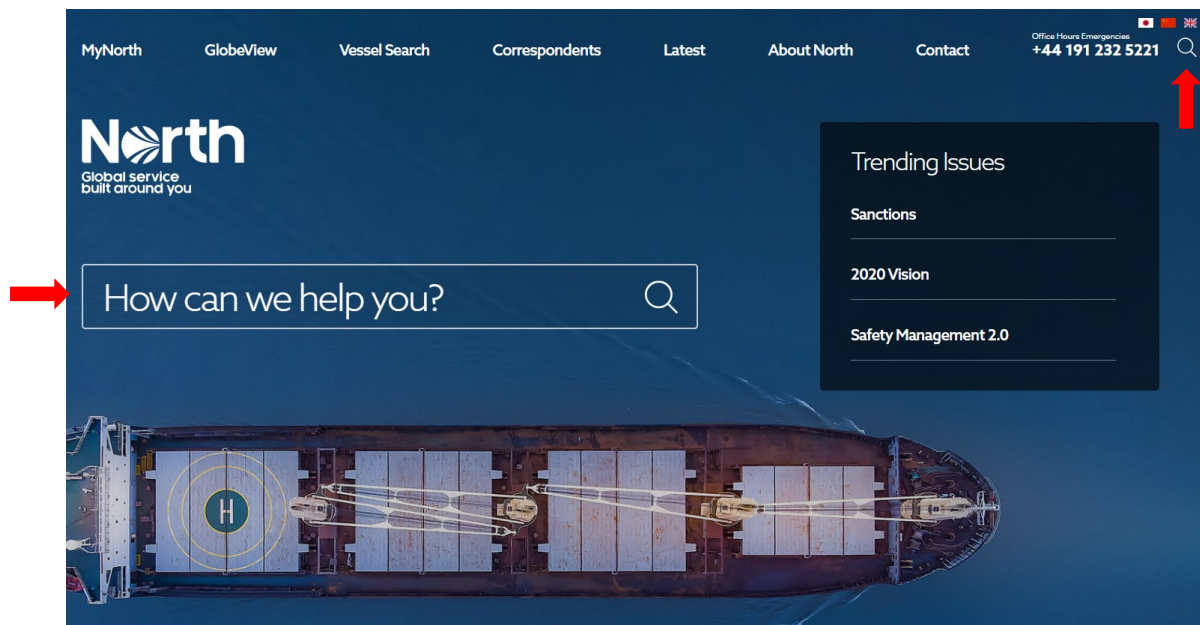 MyNorth GlobeView Vessel Search Correspondents Latest About North Contact
Office Hours Emergencies
+44 191 232 5221
North
Global service
built around you
Trending Issues
Sanctions
2020 Vision
Safety Management 2.0
How can we help you?
H